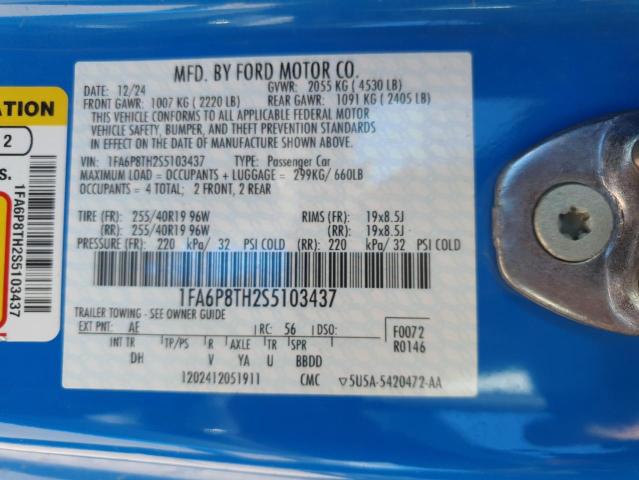 MFD. BY FORD MOTOR CO.
DATE: 12/24 GVWR: 2055 KG ( 4530 LB)
FRONT GAWR: 1007 KG ( 2220 LB) REAR GAWR: 1091 KG ( 2405 LB)
THIS VEHICLE CONFORMS TO ALL APPLICABLE FEDERAL MOTOR
VEHICLE SAFETY, BUMPER, AND THEFT PREVENTION STANDARDS
IN EFFECT ON THE DATE OF MANUFACTURE SHOWN ABOVE.
VIN: 1FA6P8TH2S5103437 TYPE: Passenger Car
MAXIMUM LOAD = OCCUPANTS + LUGGAGE = 299KG/ 660LB
OCCUPANTS = 4 TOTAL; 2 FRONT, 2 REAR
TIRE (FR): 255/40R19 96W RIMS (FR): 19x8.5J
(RR): 255/40R19 96W (RR): 19x8.5J
PRESSURE (FR): 220 kPa/ 32 PSI COLD (RR): 220 kPa/ 32 PSI COLD
1FA6P8TH2S5103437
TRAILER TOWING - SEE OWNER GUIDE
EXT PNT: AE RC: 56 DSO: F0072
INT TR TP/PS R AXLE TR SPR R0146
DH V YA U BBDD
1202412051911 CMC ▽5U5A-5420472-AA
ATION
2
S.
1FA6P8TH2S5103437